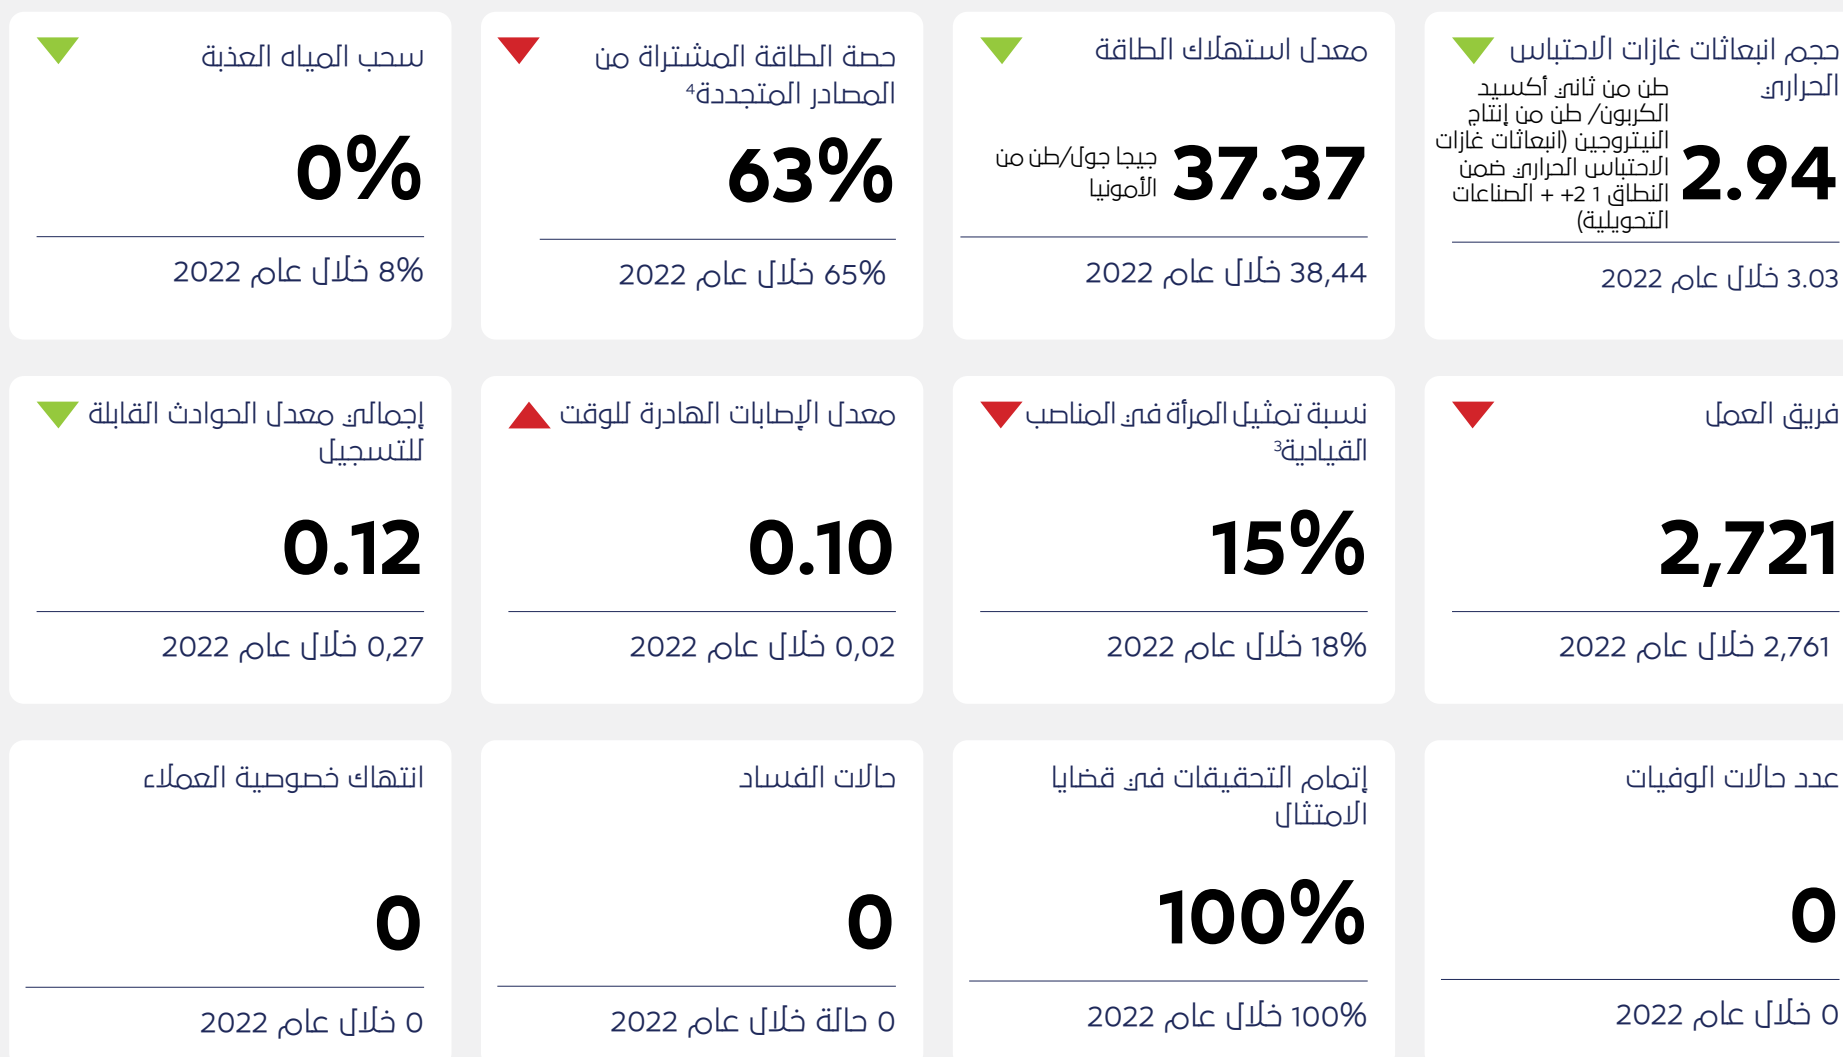 حجم انبعاثات غازات الاحتباس
الحراري
2.94
طن من ثاني أكسيد
الكربون/ طن من إنتاج
النيتروجين (انبعاثات غازات
الاحتباس الحراري ضمن
النطاق 1 2+ + الصناعات
التحويلية)
3.03 خلال عام 2022
معدل استهلاك الطاقة
37.37
جيجا جول/طن من
الأمونيا
38,44 خلال عام 2022
حصة الطاقة المشتراة من
المصادر المتجددة⁴
63%
65% خلال عام 2022
سحب المياه العذبة
0%
8% خلال عام 2022
فريق العمل
2,721
2,761 خلال عام 2022
نسبة تمثيل المرأة في المناصب
القيادية³
15%
18% خلال عام 2022
معدل الإصابات الهادرة للوقت
0.10
0,02 خلال عام 2022
إجمالي معدل الحوادث القابلة
للتسجيل
0.12
0,27 خلال عام 2022
عدد حالات الوفيات
0
0 خلال عام 2022
إتمام التحقيقات في قضايا
الامتثال
100%
100% خلال عام 2022
حالات الفساد
0
0 حالة خلال عام 2022
انتهاك خصوصية العملاء
0
0 خلال عام 2022